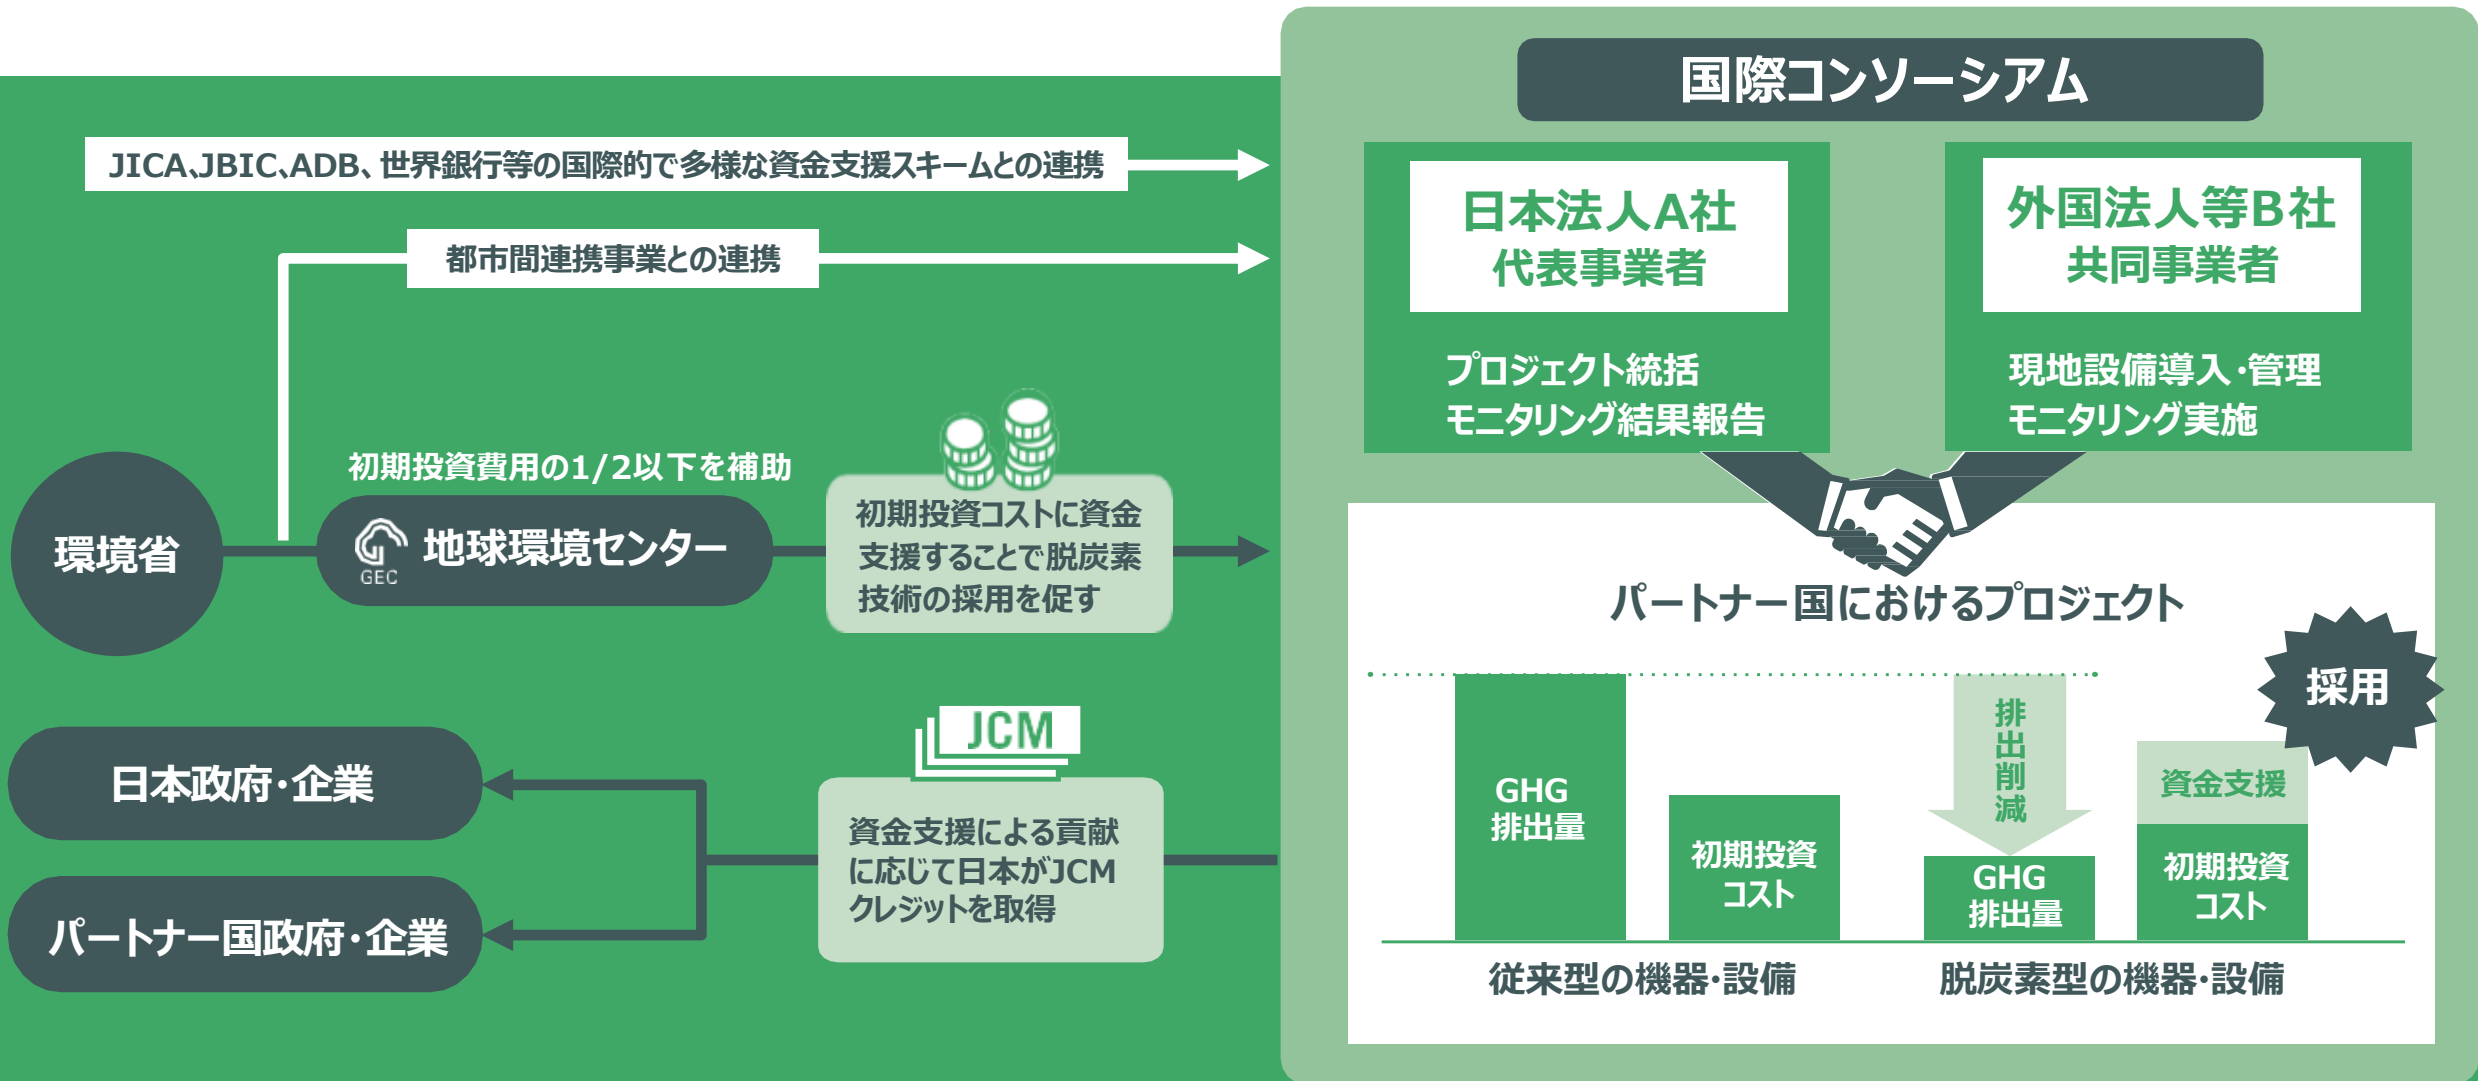 国際コンソーシアム
JICA、JBIC、ADB、世界銀行等の国際的で多様な資金支援スキームとの連携
都市間連携事業との連携
日本法人A社
代表事業者
プロジェクト統括
モニタリング結果報告
外国法人等B社
共同事業者
現地設備導入・管理
モニタリング実施
環境省
初期投資費用の1/2以下を補助
GEC
地球環境センター
初期投資コストに資金
支援することで脱炭素
技術の採用を促す
パートナー国におけるプロジェクト
採用
GHG
排出量
初期投資
コスト
排出削減
GHG
排出量
資金支援
初期投資
コスト
従来型の機器・設備
脱炭素型の機器・設備
JCM
資金支援による貢献
に応じて日本がJCM
クレジットを取得
日本政府・企業
パートナー国政府・企業